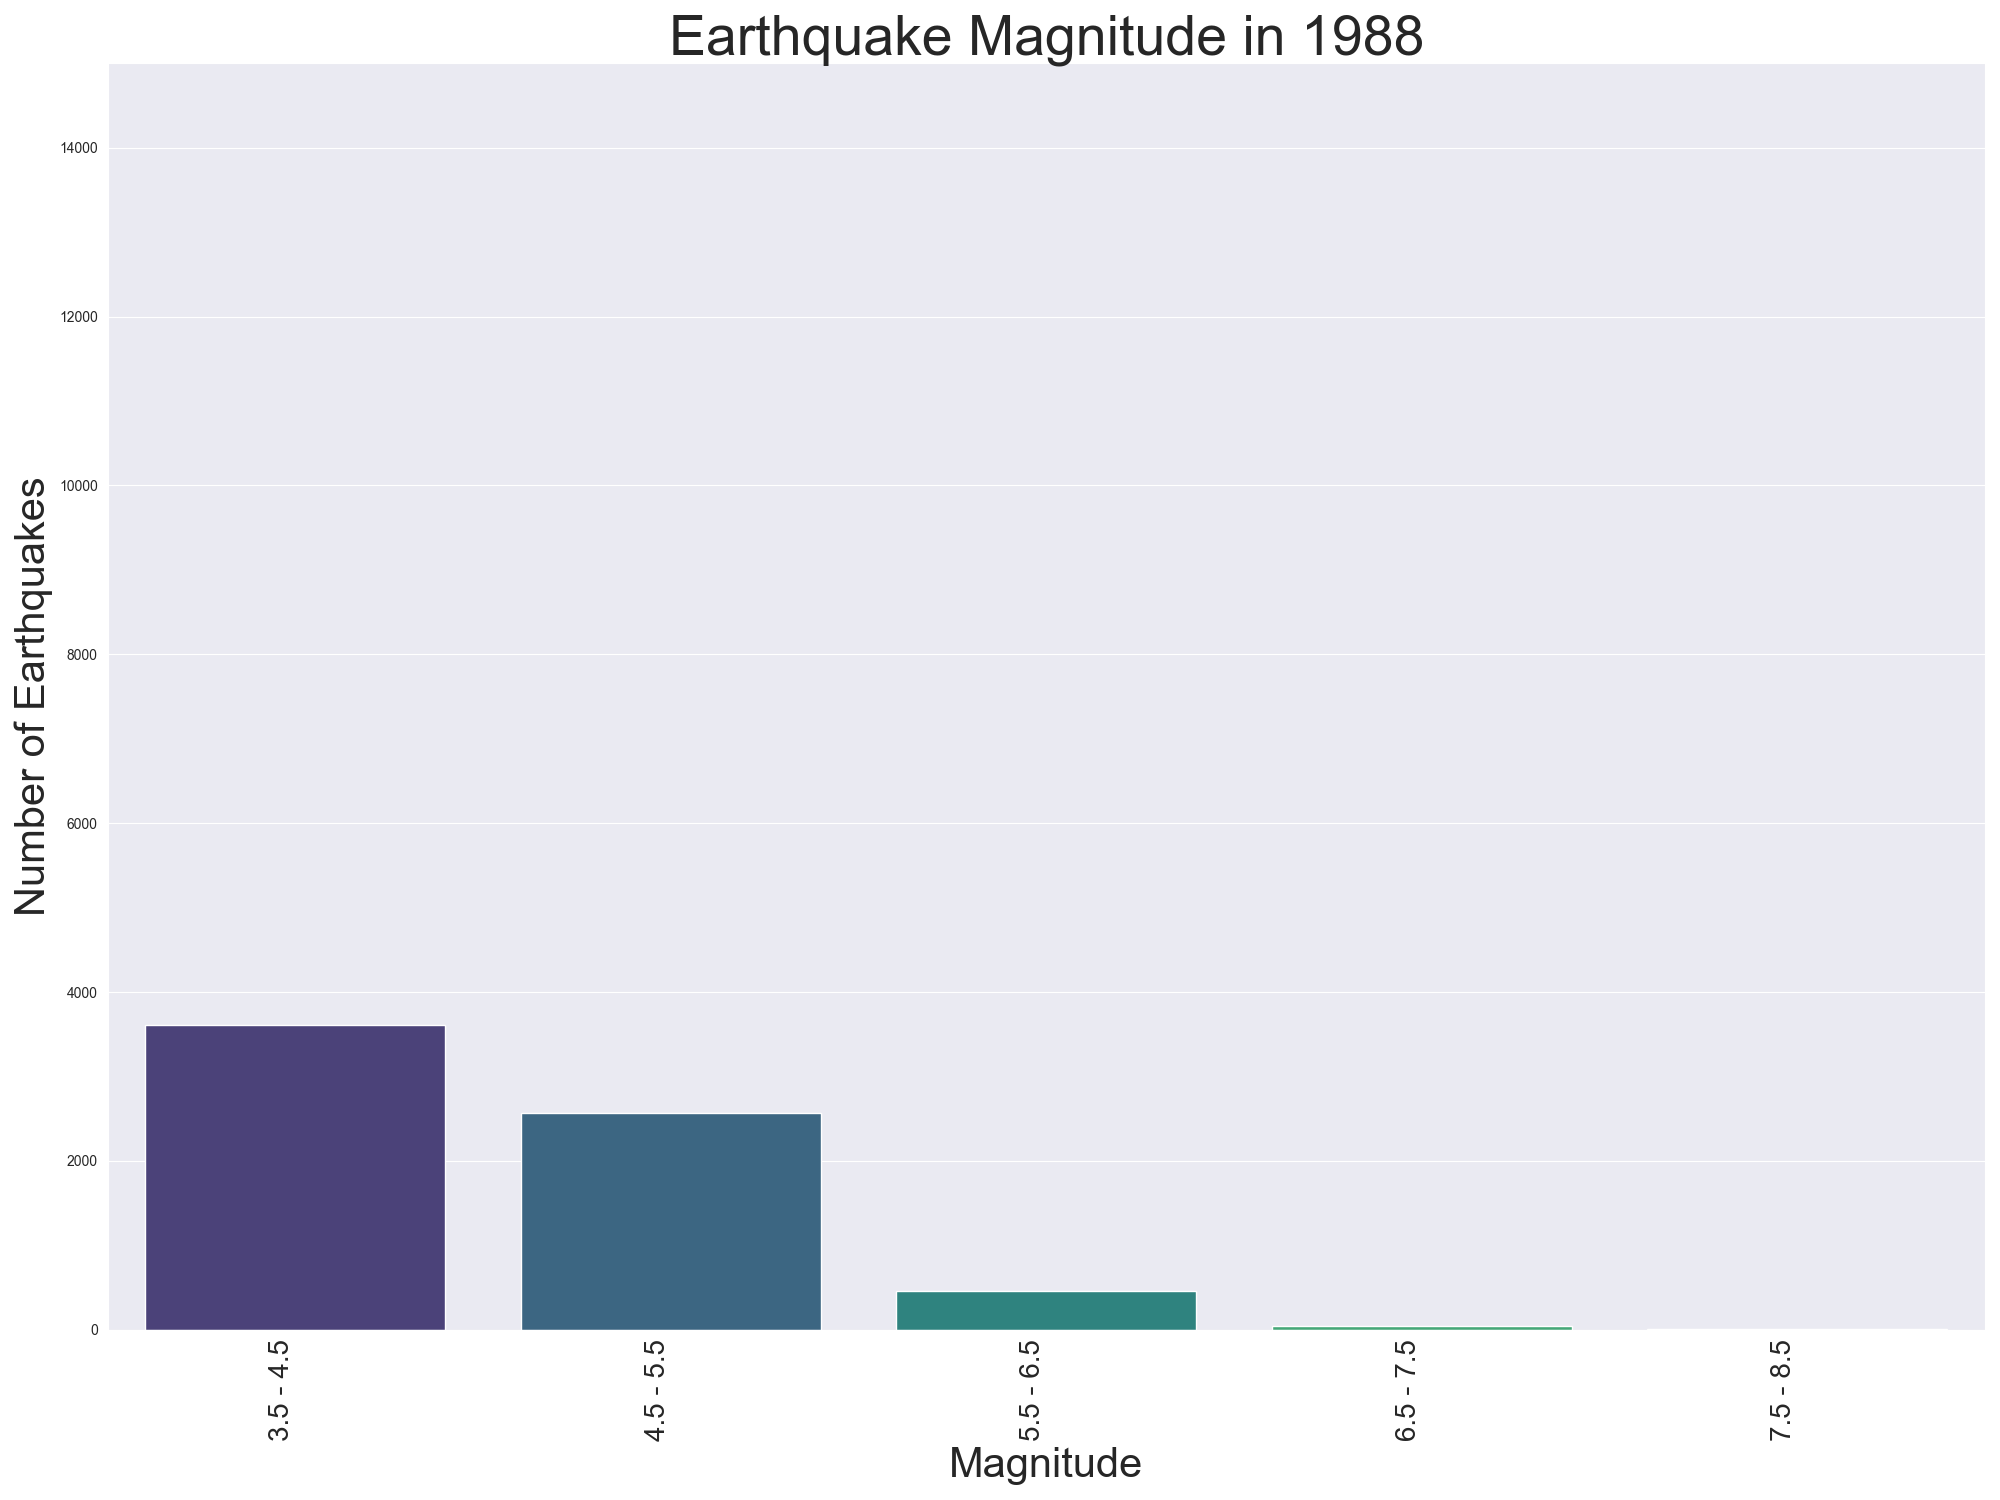 Earthquake Magnitude in 1988
Number of Earthquakes
14000
12000
10000
8000
6000
4000
2000
0
3.5 - 4.5
4.5 - 5.5
5.5 - 6.5
6.5 - 7.5
7.5 - 8.5
Magnitude